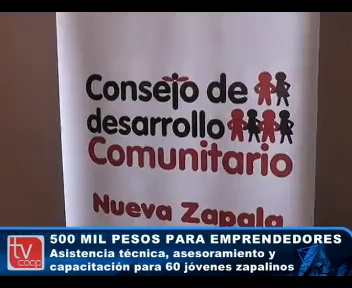 Consejo de
desarrollo
Comunitario
Nueva Zapala
tv
coop
500 MIL PESOS PARA EMPRENDEDORES
Asistencia técnica, asesoramiento y
capacitación para 60 jóvenes zapalinos